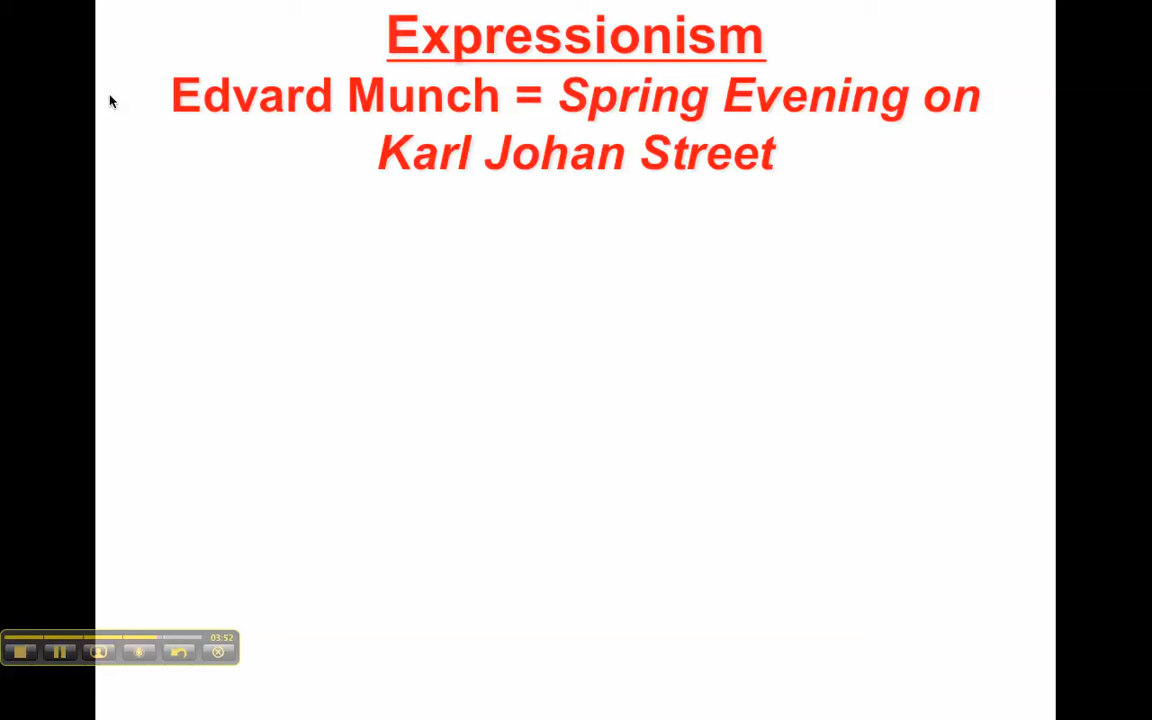 Expressionism
Edvard Munch = Spring Evening on
Karl Johan Street
03:52